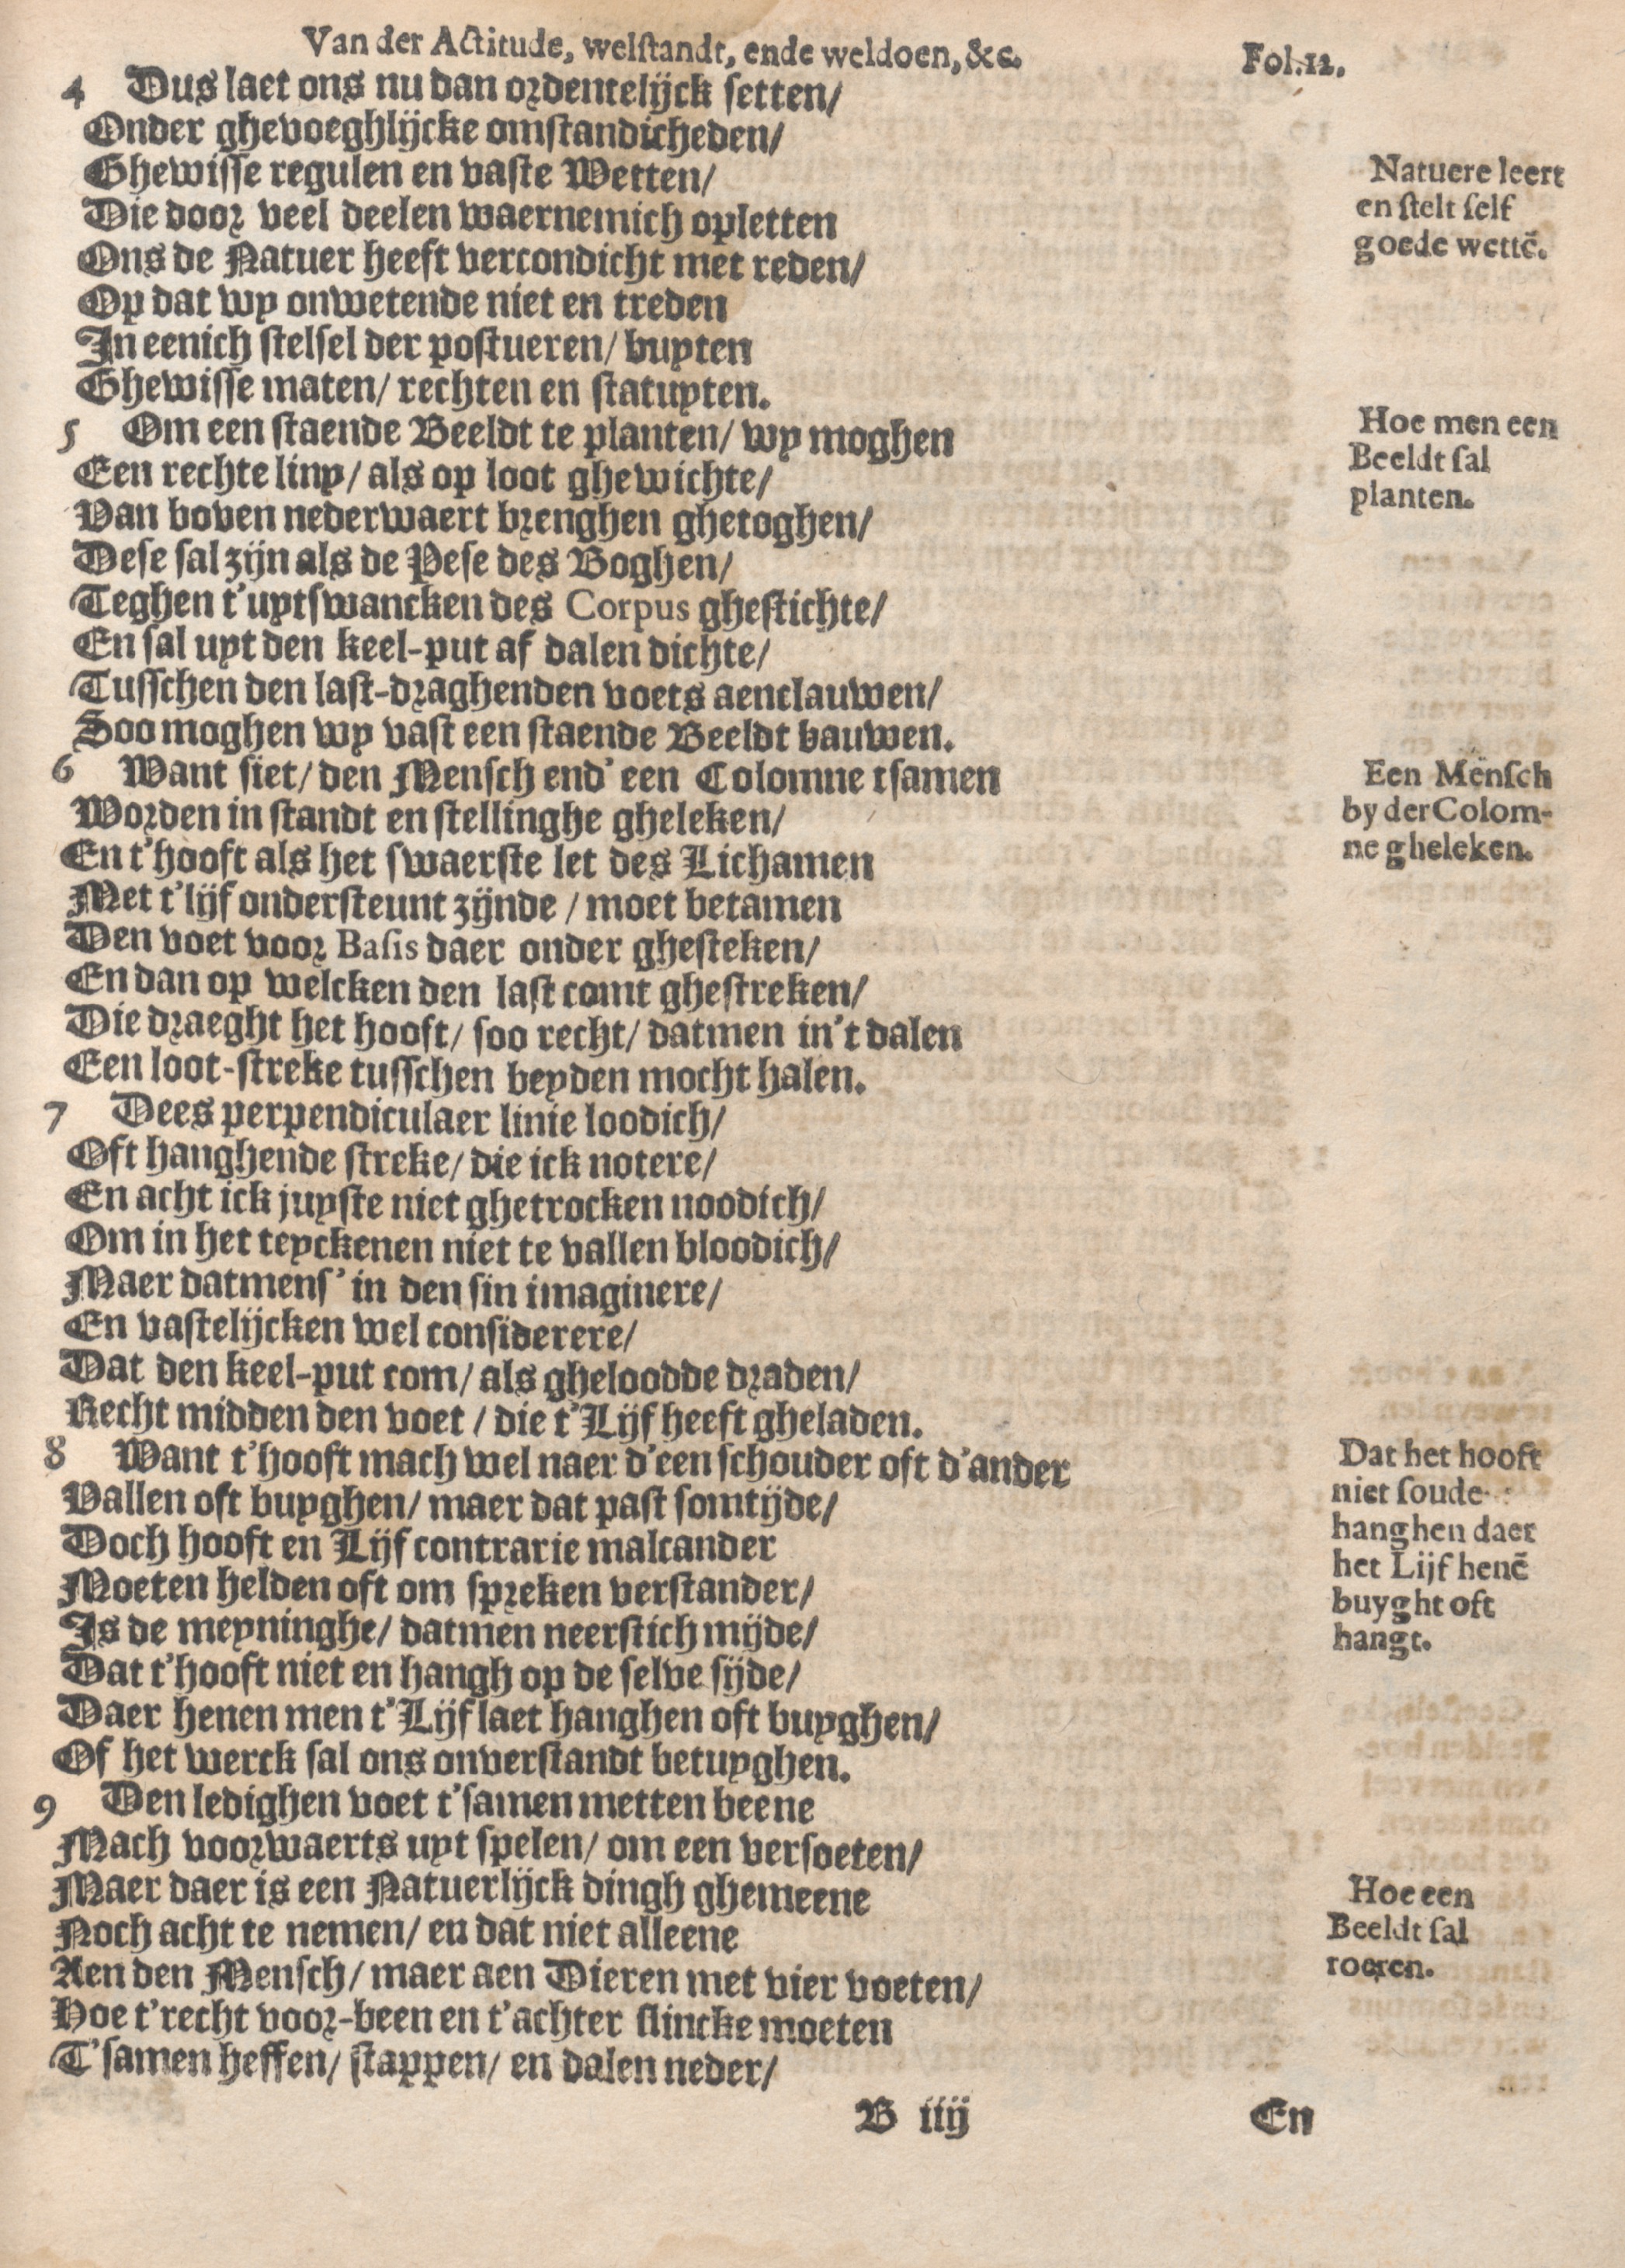 Van der Actitude, welſtandt, ende weldoen, &c. Fol. 12.
4 Dus laet ons nu dan ordentelijck ſetten/
Onder ghevoeghlijcke omſtandicheden/
Ghewiſſe regulen en vaſte Wetten/
Die door veel deelen waernemich opletten
Ons de Natuer heeft vercondicht met reden/
Op dat wy onwetende niet en treden
In eenich ſtelſel der poſtueren/ buyten
Ghewiſſe maten/ rechten en ſtatuyten.
Natuere leert
en ſtelt ſelf
goede wettē.
5 Om een ſtaende Beeldt te planten/ wy moghen
Een rechte liny/ als op loot ghewichte/
Van boven nederwaert brenghen ghetoghen/
Deſe ſal zijn als de Peſe des Boghen/
Teghen t'uytſwancken des Corpus gheſtichte/
En ſal uyt den keel-put af dalen dichte/
Tuſſchen den laſt-draghenden voets aenclauwen/
Soo moghen wy vaſt een ſtaende Beeldt bauwen.
Hoe men een
Beeldt ſal
planten.
6 Want ſiet/ den Menſch end' een Colomne tſamen
Worden in ſtandt en ſtellinghe gheleken/
En t'hooft als het ſwaerſte let des Lichamen
Met t'lijf onderſteunt zijnde / moet betamen
Den voet voor Baſis daer onder gheſteken/
En dan op welcken den laſt comt gheſtreken/
Die draeght het hooft/ ſoo recht/ datmen in't dalen
Een loot-ſtreke tuſſchen beyden mocht halen.
Een Menſch
by der Colom-
ne gheleken.
7 Dees perpendiculaer linie loodich/
Oft hanghende ſtreke/ die ick notere/
En acht ick juyſte niet ghetrocken noodich/
Om in het teyckenen niet te vallen bloodich/
Maer datmenſ' in den ſin imaginere/
En vaſtelijcken wel conſiderere/
Dat den keel-put com/ als gheloodde draden/
Recht midden den voet / die t'Lijf heeft gheladen.
8 Want t'hooft mach wel naer d'een ſchouder oft d'ander
Vallen oft buyghen/ maer dat paſt ſomtijde/
Doch hooft en Lijf contrarie malcander
Moeten helden oft om ſpreken verſtander/
Is de meyninghe/ datmen neerſtich mijde/
Dat t'hooft niet en hangh op de ſelve ſijde/
Daer henen men t'Lijf laet hanghen oft buyghen/
Of het werck ſal ons onverſtandt betuyghen.
Dat het hooft
niet ſoude
hanghen daer
het Lijf henē
buyght oft
hangt.
9 Den ledighen voet t'ſamen metten beene
Mach voorwaerts uyt ſpelen/ om een verſoeten/
Maer daer is een Natuerlijck dingh ghemeene
Noch acht te nemen/ en dat niet alleene
Aen den Menſch/ maer aen Dieren met vier voeten/
Hoe t'recht voor-been en t'achter ſlincke moeten
T'ſamen heffen/ ſtappen/ en dalen neder/
Hoe een
Beeldt ſal
roeren.
B iiij En